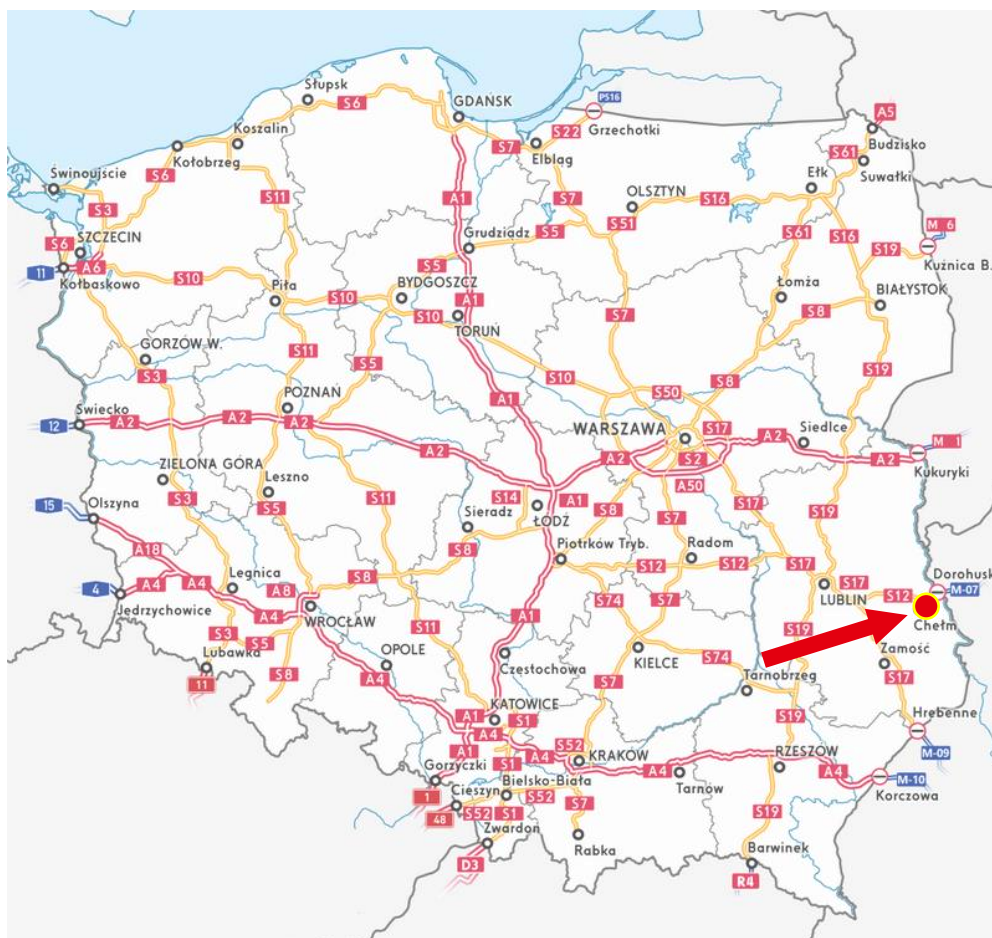 Słupsk
S6
GDAŃSK
PS16
Grzechotki
A5
Budzisko
Koszalin
S22
S7
Elbląg
S61
Suwałki
Kołobrzeg
Ełk
Świnoujście
S6
S3
S11
A1
S7
OLSZTYN
S16
S51
S61
S16
M 6
S6
SZCZECIN
Grudziądz
S5
S19
Kuźnica B.
11
A6
Kołbaskowo
S10
S5
BYDGOSZCZ
Piła
S10
A1
S10
TORUŃ
Łomża
BIAŁYSTOK
S7
S8
GORZÓW W.
S3
S11
S5
S10
S8
S19
POZNAŃ
A1
S50
Świecko
12
A2
A2
A2
WARSZAWA
S17
Siedlce
A2
M 1
A2
A2
S2
A2
Kukuryki
ZIELONA GÓRA
Leszno
A50
15
Olszyna
S3
S5
S11
S14
A1
ŁÓDŹ
S8
S7
S17
S19
Sieradz
A18
S8
Piotrków Tryb.
Radom
S12
S12
S17
Legnica
A8
S8
LUBLIN
S17
S12
Dorohusk
M-07
4
A4
A4
A4
Jędrzychowice
WROCŁAW
S74
S7
Chełm
S3
S5
S11
A1
S19
Lubawka
11
S8
OPOLE
A4
Częstochowa
KIELCE
S74
Zamość
S7
Tarnobrzeg
S17
KATOWICE
A1
S1
A4
S19
Hrebenne
M-09
A1
S1
A4
S52
KRAKÓW
RZESZÓW
Gorzyczki
A4
Tarnów
A4
M-10
Korczowa
1
Cieszyn
Bielsko-Biała
S52
48
S52
S1
S7
S19
Zwardoń
Rabka
Barwinek
D3
R4